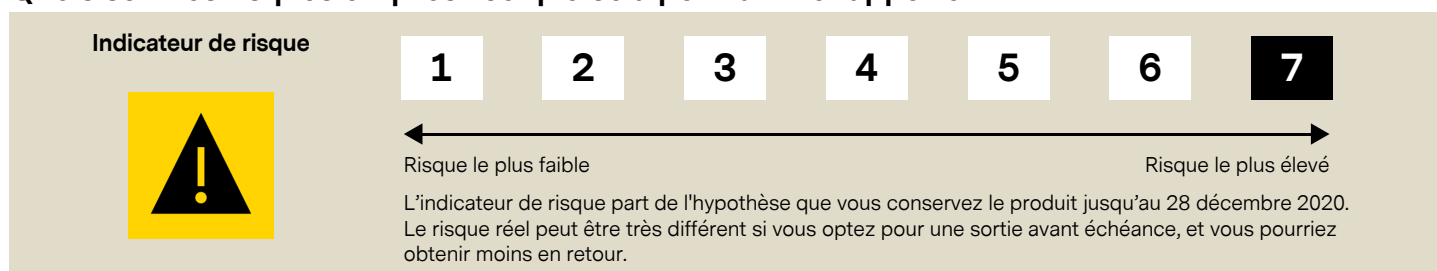 Indicateur de risque
1 2 3 4 5 6 7
Risque le plus faible
Risque le plus élevé
L'indicateur de risque part de l'hypothèse que vous conservez le produit jusqu'au 28 décembre 2020.
Le risque réel peut être très différent si vous optez pour une sortie avant échéance, et vous pourriez
obtenir moins en retour.